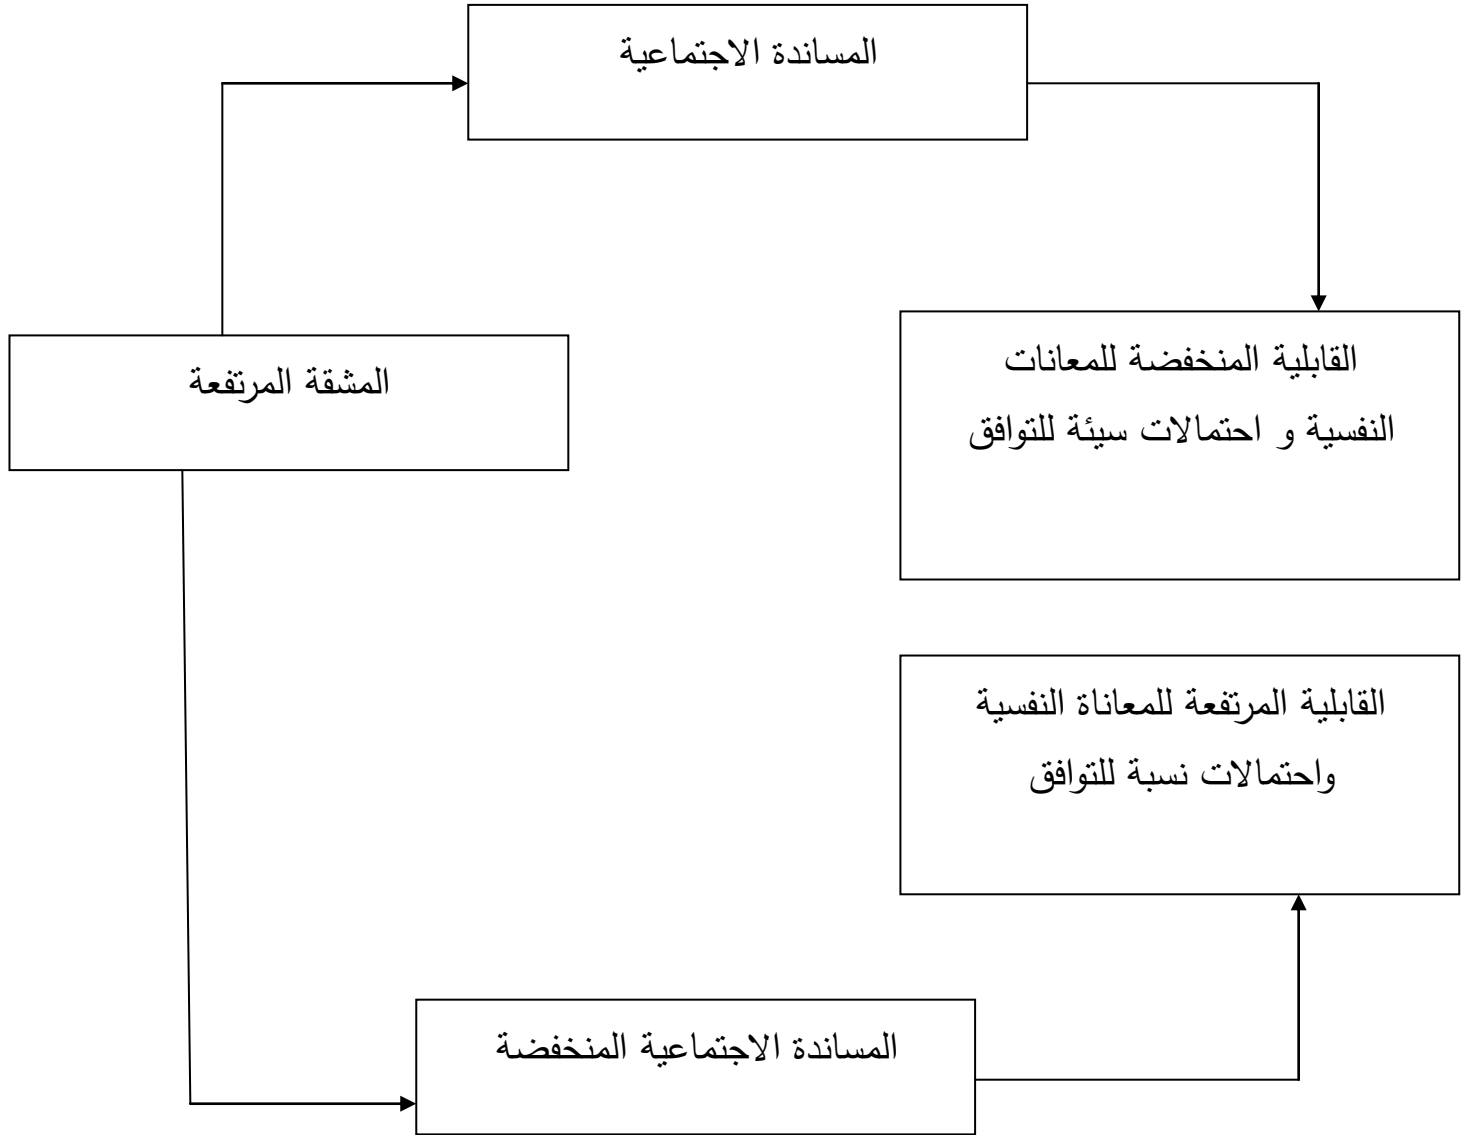 المساندة الاجتماعية
القابلية المنخفضة للمعانات
النفسية و احتمالات سيئة للتوافق
المشقة المرتفعة
القابلية المرتفعة للمعاناة النفسية
واحتمالات نسبة للتوافق
المساندة الاجتماعية المنخفضة